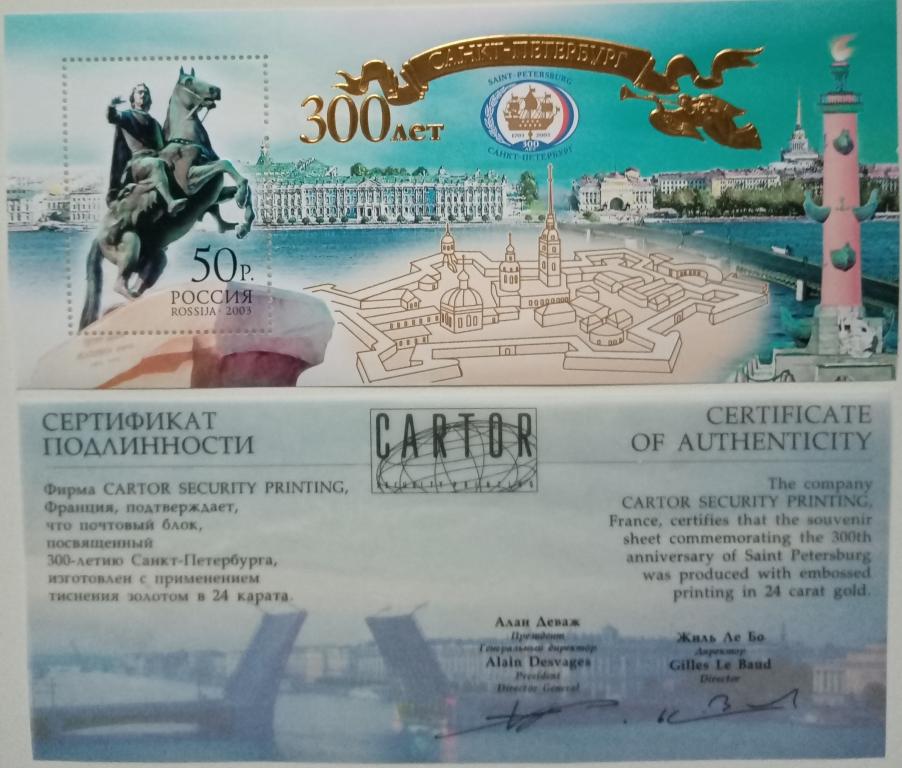 САНКТ-ПЕТЕРБУРГ
300 лет
SAINT-PETERSBURG
1703 2003
300
ЛЕТ
САНКТ-ПЕТЕРБУРГ
50 Р.
РОССИЯ
ROSSIJA · 2003
СЕРТИФИКАТ
ПОДЛИННОСТИ
Фирма CARTOR SECURITY PRINTING,
Франция, подтверждает,
что почтовый блок,
посвященный
300-летию Санкт-Петербурга,
изготовлен с применением
тиснения золотом в 24 карата.
CARTOR
SECURITY PRINTING
CERTIFICATE
OF AUTHENTICITY
The company
CARTOR SECURITY PRINTING,
France, certifies that the souvenir
sheet commemorating the 300th
anniversary of Saint Petersburg
was produced with embossed
printing in 24 carat gold.
Алан Деваж
Президент
Генеральный директор
Alain Desvages
President
Director General
Жиль Ле Бо
Директор
Gilles Le Baud
Director